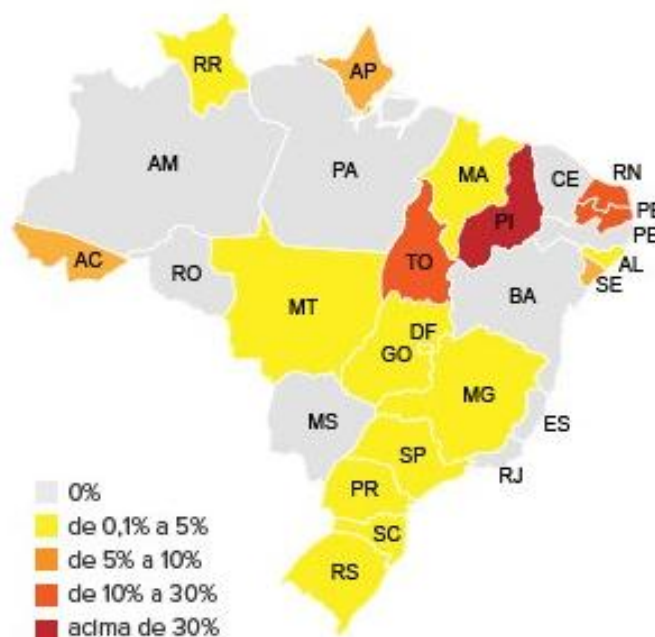 RR
AP
AM
PA
MA
CE
RN
PI
PB
PE
AC
RO
TO
AL
SE
BA
MT
DF
GO
MG
MS
ES
SP
RJ
PR
SC
RS
0%
de 0,1% a 5%
de 5% a 10%
de 10% a 30%
acima de 30%